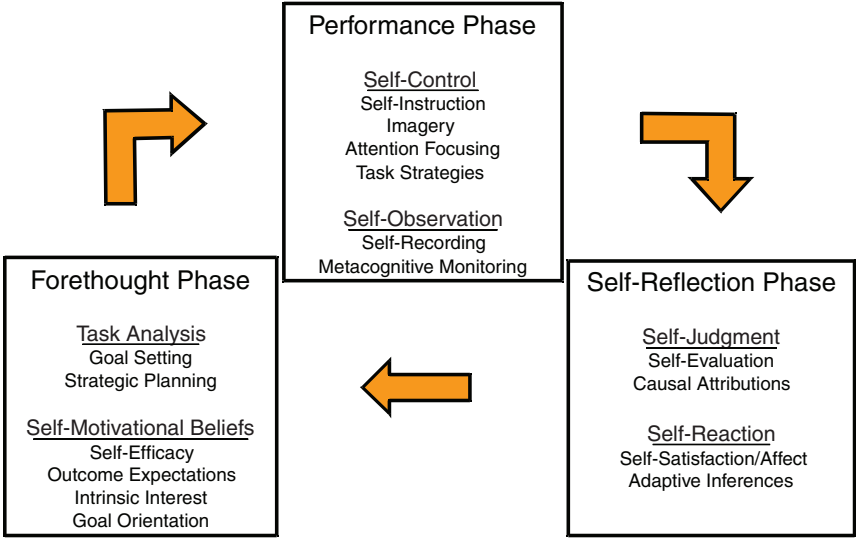 Performance Phase
Self-Control
Self-Instruction
Imagery
Attention Focusing
Task Strategies
Self-Observation
Self-Recording
Metacognitive Monitoring
Forethought Phase
Task Analysis
Goal Setting
Strategic Planning
Self-Motivational Beliefs
Self-Efficacy
Outcome Expectations
Intrinsic Interest
Goal Orientation
Self-Reflection Phase
Self-Judgment
Self-Evaluation
Causal Attributions
Self-Reaction
Self-Satisfaction/Affect
Adaptive Inferences